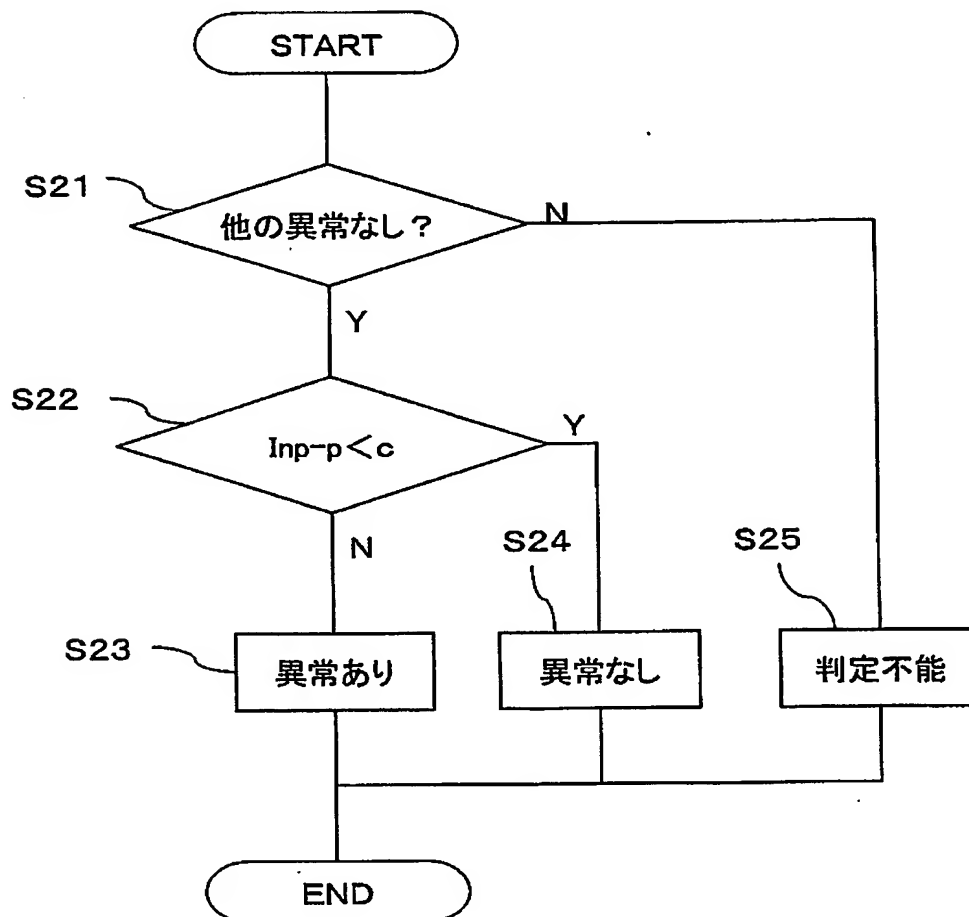 START
S21
他の異常なし?
N
Y
S22
Inp-p<c
Y
N
S24
S25
S23
異常あり
異常なし
判定不能
END